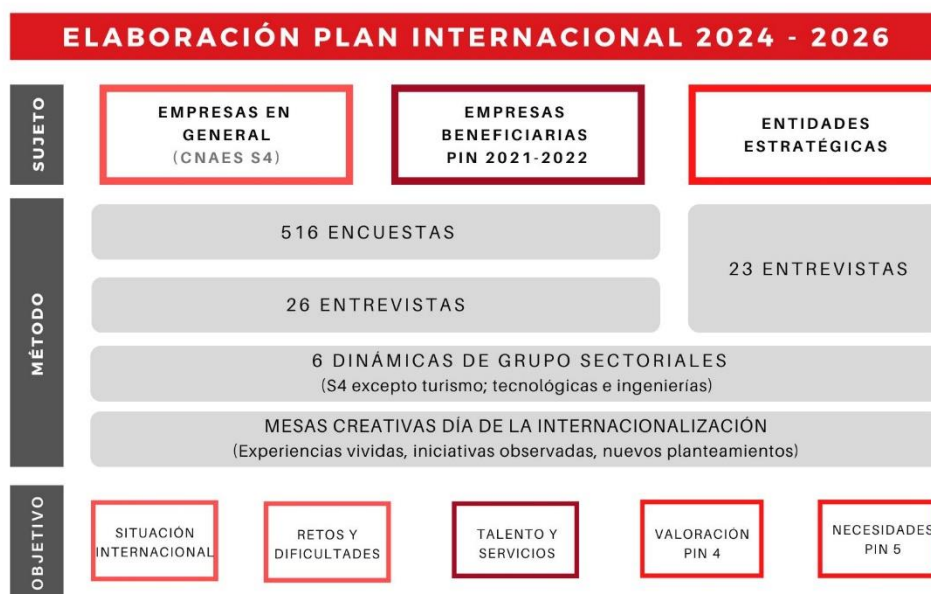 ELABORACIÓN PLAN INTERNACIONAL 2024 - 2026
SUJETO
EMPRESAS EN
GENERAL
(CNAES S4)
EMPRESAS
BENEFICIARIAS
PIN 2021-2022
ENTIDADES
ESTRATÉGICAS
MÉTODO
516 ENCUESTAS
26 ENTREVISTAS
23 ENTREVISTAS
6 DINÁMICAS DE GRUPO SECTORIALES
(S4 excepto turismo; tecnológicas e ingenierías)
MESAS CREATIVAS DÍA DE LA INTERNACIONALIZACIÓN
(Experiencias vividas, iniciativas observadas, nuevos planteamientos)
OBJETIVO
SITUACIÓN
INTERNACIONAL
RETOS Y
DIFICULTADES
TALENTO Y
SERVICIOS
VALORACIÓN
PIN 4
NECESIDADES
PIN 5